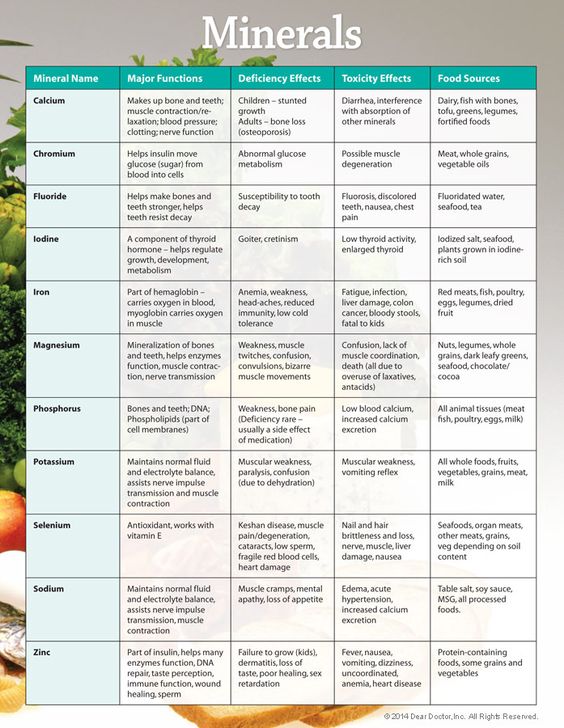 Minerals
Mineral Name
Major Functions
Deficiency Effects
Toxicity Effects
Food Sources
Calcium
Makes up bone and teeth;
muscle contraction/re-
laxation; blood pressure;
clotting; nerve function
Children – stunted
growth
Adults – bone loss
(osteoporosis)
Diarrhea, interference
with absorption of
other minerals
Dairy, fish with bones,
tofu, greens, legumes,
fortified foods
Chromium
Helps insulin move
glucose (sugar) from
blood into cells
Abnormal glucose
metabolism
Possible muscle
degeneration
Meat, whole grains,
vegetable oils
Fluoride
Helps make bones and
teeth stronger, helps
teeth resist decay
Susceptibility to tooth
decay
Fluorosis, discolored
teeth, nausea, chest
pain
Fluoridated water,
seafood, tea
Iodine
A component of thyroid
hormone – helps regulate
growth, development,
metabolism
Goiter, cretinism
Low thyroid activity,
enlarged thyroid
Iodized salt, seafood,
plants grown in iodine-
rich soil
Iron
Part of hemaglobin –
carries oxygen in blood,
myoglobin carries oxygen
in muscle
Anemia, weakness,
head-aches, reduced
immunity, low cold
tolerance
Fatigue, infection,
liver damage, colon
cancer, bloody stools,
fatal to kids
Red meats, fish, poultry,
eggs, legumes, dried
fruit
Magnesium
Mineralization of bones
and teeth, helps enzymes
function, muscle contrac-
tion, nerve transmission
Weakness, muscle
twitches, confusion,
convulsions, bizarre
muscle movements
Confusion, lack of
muscle coordination,
death (all due to
overuse of laxatives,
antacids)
Nuts, legumes, whole
grains, dark leafy greens,
seafood, chocolate/
cocoa
Phosphorus
Bones and teeth; DNA;
Phospholipids (part of
cell membranes)
Weakness, bone pain
(Deficiency rare –
usually a side effect
of medication)
Low blood calcium,
increased calcium
excretion
All animal tissues (meat
fish, poultry, eggs, milk)
Potassium
Maintains normal fluid
and electrolyte balance,
assists nerve impulse
transmission and muscle
contraction
Muscular weakness,
paralysis, confusion
(due to dehydration)
Muscular weakness,
vomiting reflex
All whole foods, fruits,
vegetables, grains, meat,
milk
Selenium
Antioxidant, works with
vitamin E
Keshan disease, muscle
pain/degeneration,
cataracts, low sperm,
fragile red blood cells,
heart damage
Nail and hair
brittleness and loss,
nerve, muscle, liver
damage, nausea
Seafoods, organ meats,
other meats, grains,
veg depending on soil
content
Sodium
Maintains normal fluid
and electrolyte balance,
assists nerve impulse
transmission, muscle
contraction
Muscle cramps, mental
apathy, loss of appetite
Edema, acute
hypertension,
increased calcium
excretion
Table salt, soy sauce,
MSG, all processed
foods.
Zinc
Part of insulin, helps many
enzymes function, DNA
repair, taste perception,
immune function, wound
healing, sperm
Failure to grow (kids),
dermatitis, loss of
taste, poor healing, sex
retardation
Fever, nausea,
vomiting, dizziness,
uncoordinated,
anemia, heart disease
Protein-containing
foods, some grains and
vegetables
© 2014 Dear Doctor, Inc. All Rights Reserved.